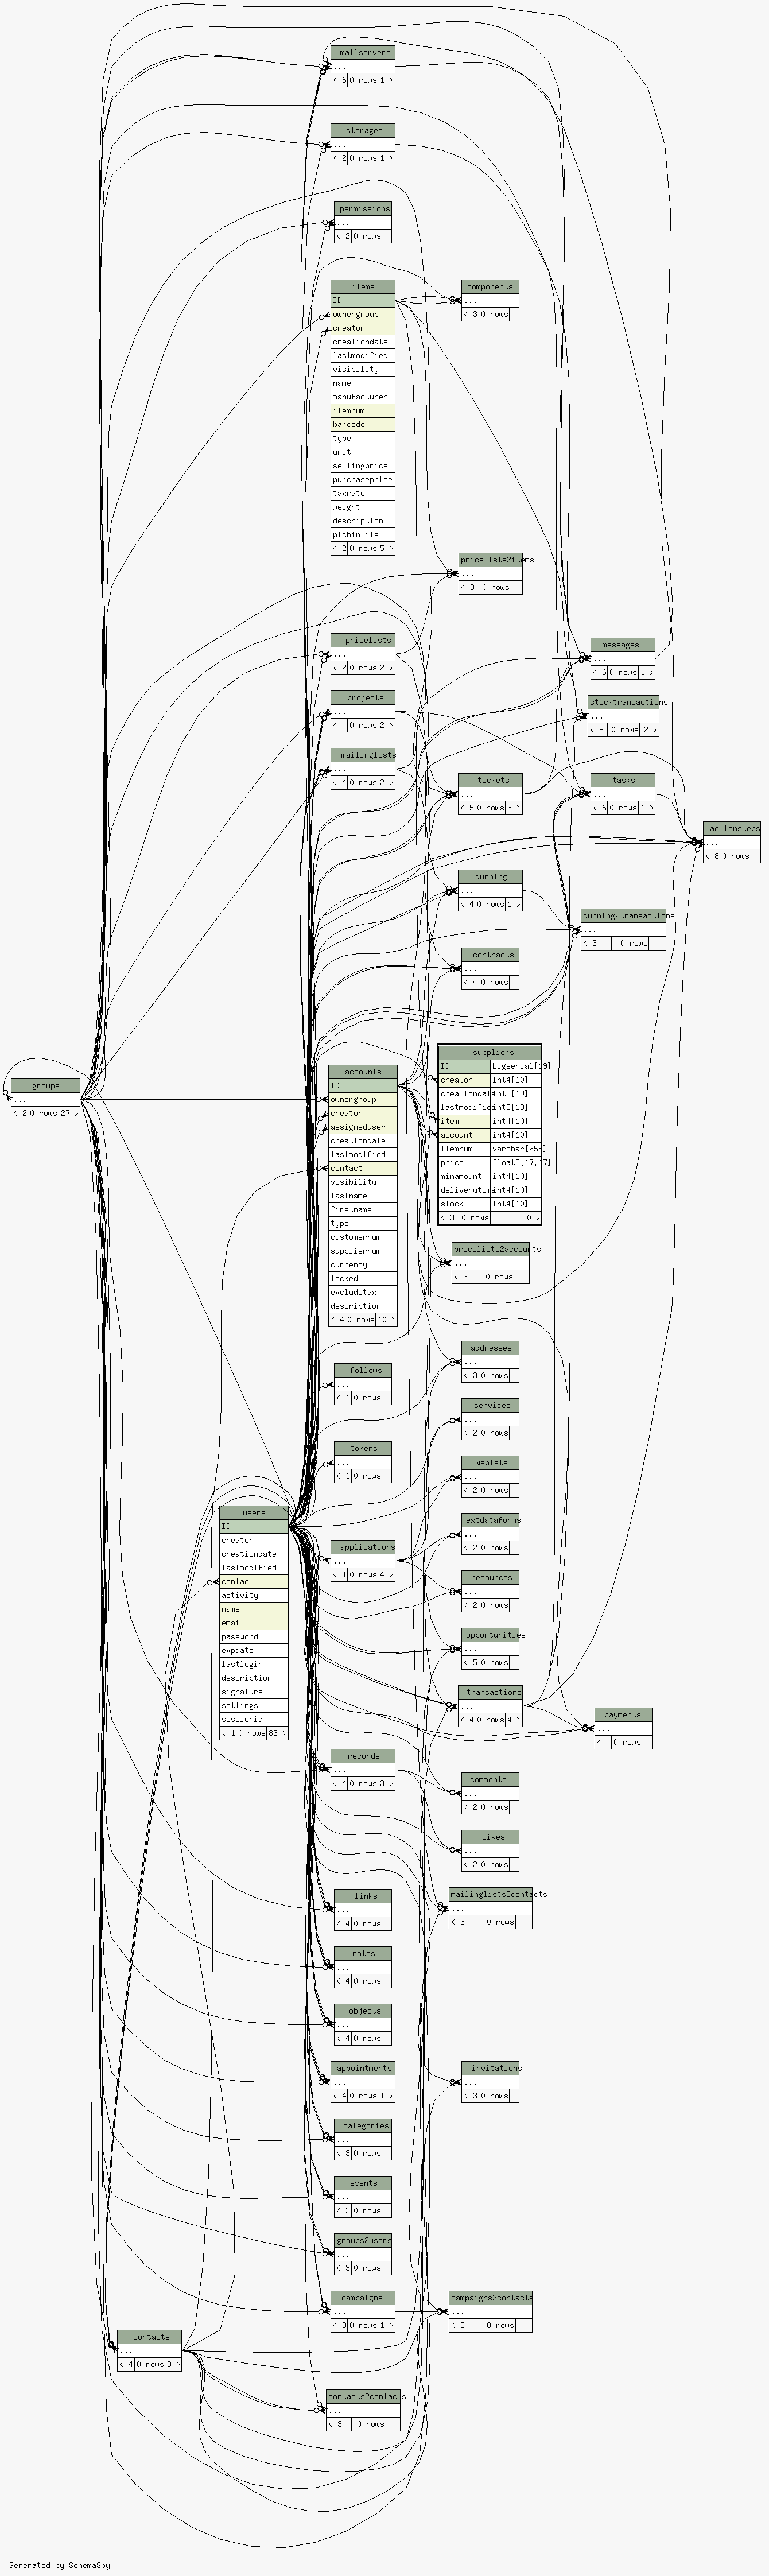 mailservers
...
< 6 0 rows 1 >
storages
...
< 2 0 rows 1 >
permissions
...
< 2 0 rows
items
ID
ownergroup
creator
creationdate
lastmodified
visibility
name
manufacturer
itemnum
barcode
type
unit
sellingprice
purchaseprice
taxrate
weight
description
picbinfile
< 2 0 rows 5 >
components
...
< 3 0 rows
pricelists2items
...
< 3 0 rows
pricelists
...
< 2 0 rows 2 >
messages
...
< 6 0 rows 1 >
projects
...
< 4 0 rows 2 >
stocktransactions
...
< 5 0 rows 2 >
mailinglists
...
< 4 0 rows 2 >
tickets
...
< 5 0 rows 3 >
tasks
...
< 6 0 rows 1 >
actionsteps
...
< 8 0 rows
dunning
...
< 4 0 rows 1 >
dunning2transactions
...
< 3 0 rows
contracts
...
< 4 0 rows
groups
...
< 2 0 rows 27 >
accounts
ID
ownergroup
creator
assigneduser
creationdate
lastmodified
contact
visibility
lastname
firstname
type
customernum
suppliernum
currency
locked
excludetax
description
< 4 0 rows 10 >
suppliers
ID bigserial[19]
creator int4[10]
creationdate int8[19]
lastmodified int8[19]
item int4[10]
account int4[10]
itemnum varchar[255]
price float8[17,17]
minamount int4[10]
deliverytime int4[10]
stock int4[10]
< 3 0 rows 0 >
pricelists2accounts
...
< 3 0 rows
addresses
...
< 3 0 rows
follows
...
< 1 0 rows
services
...
< 2 0 rows
tokens
...
< 1 0 rows
weblets
...
< 2 0 rows
users
ID
creator
creationdate
lastmodified
contact
activity
name
email
password
expdate
lastlogin
description
signature
settings
sessionid
< 1 0 rows 83 >
applications
...
< 1 0 rows 4 >
extdataforms
...
< 2 0 rows
resources
...
< 2 0 rows
opportunities
...
< 5 0 rows
transactions
...
< 4 0 rows 4 >
payments
...
< 4 0 rows
records
...
< 4 0 rows 3 >
comments
...
< 2 0 rows
likes
...
< 2 0 rows
links
...
< 4 0 rows
mailinglists2contacts
...
< 3 0 rows
notes
...
< 4 0 rows
objects
...
< 4 0 rows
appointments
...
< 4 0 rows 1 >
invitations
...
< 3 0 rows
categories
...
< 3 0 rows
events
...
< 3 0 rows
groups2users
...
< 3 0 rows
campaigns
...
< 3 0 rows 1 >
campaigns2contacts
...
< 3 0 rows
contacts
...
< 4 0 rows 9 >
contacts2contacts
...
< 3 0 rows
Generated by SchemaSpy